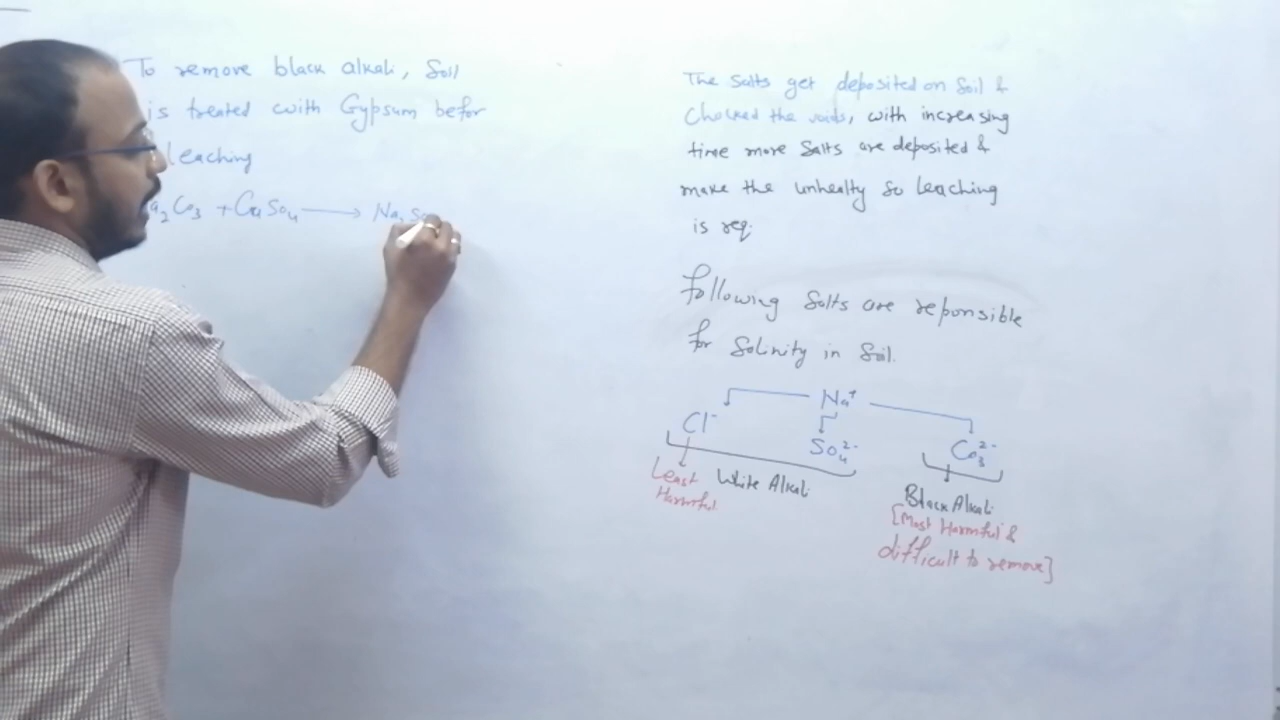 To remove black alkali, Soil
is treated with Gypsum befor
leaching
a2Co3 + CaSo4 → Na2 So
The Salts get deposited on Soil &
Chocked the voids, with increasing
time more Salts are deposited &
make the unhealty So leaching
is req.
following Salts are reponsible
for Salinity in Soil.
Na+
Cl-
So4 2-
Co3 2-
Least
Harmful
White Alkali
Black Alkali
[Most Harmful &
difficult to remove]